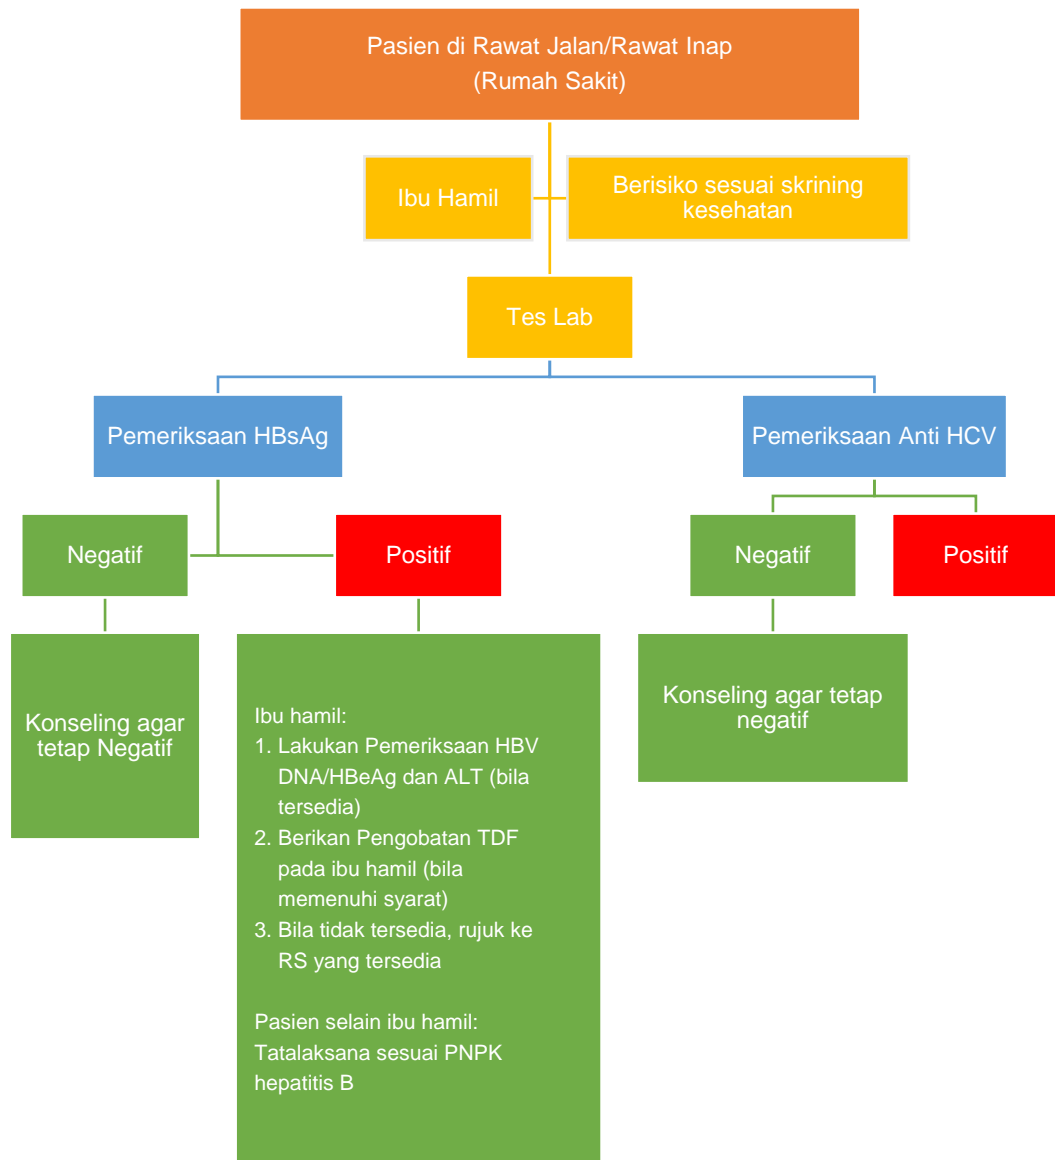 Pasien di Rawat Jalan/Rawat Inap
(Rumah Sakit)
Ibu Hamil
Berisiko sesuai skrining
kesehatan
Tes Lab
Pemeriksaan HBsAg
Pemeriksaan Anti HCV
Negatif
Positif
Negatif
Positif
Konseling agar
tetap Negatif
Ibu hamil:
1. Lakukan Pemeriksaan HBV
DNA/HBeAg dan ALT (bila
tersedia)
2. Berikan Pengobatan TDF
pada ibu hamil (bila
memenuhi syarat)
3. Bila tidak tersedia, rujuk ke
RS yang tersedia
Pasien selain ibu hamil:
Tatalaksana sesuai PNPK
hepatitis B
Konseling agar tetap
negatif